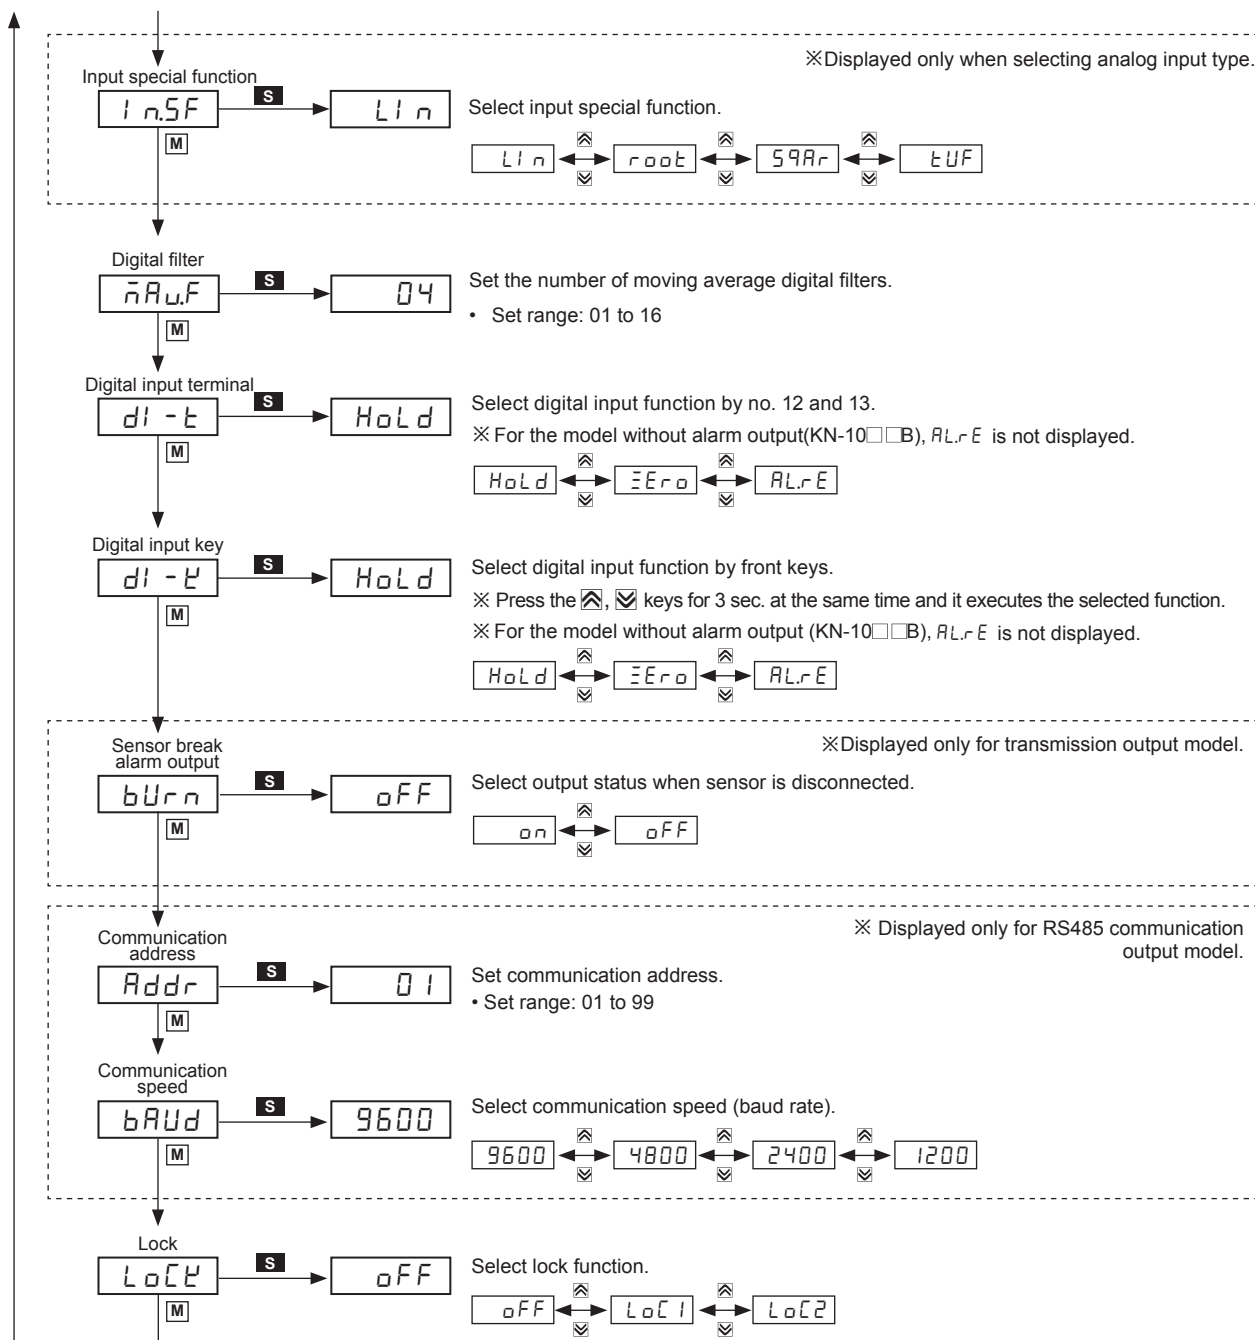 ※Displayed only when selecting analog input type.
Input special function
In.SF S LIn Select input special function.
M
LIn root SqAr tUF
Digital filter
mAv.F S 04 Set the number of moving average digital filters.
• Set range: 01 to 16
M
Digital input terminal
dI-t S HoLd Select digital input function by no. 12 and 13.
※ For the model without alarm output(KN-10□□B), AL.rE is not displayed.
M
HoLd ZEro AL.rE
Digital input key
dI-k S HoLd Select digital input function by front keys.
※ Press the , keys for 3 sec. at the same time and it executes the selected function.
M
※ For the model without alarm output (KN-10□□B), AL.rE is not displayed.
HoLd ZEro AL.rE
※Displayed only for transmission output model.
Sensor break
alarm output
bUrn S oFF Select output status when sensor is disconnected.
M
on oFF
※ Displayed only for RS485 communication
output model.
Communication
address
Addr S 01 Set communication address.
• Set range: 01 to 99
M
Communication
speed
bAUd S 9600 Select communication speed (baud rate).
M
9600 4800 2400 1200
Lock
LoCk S oFF Select lock function.
M
oFF LoC1 LoC2